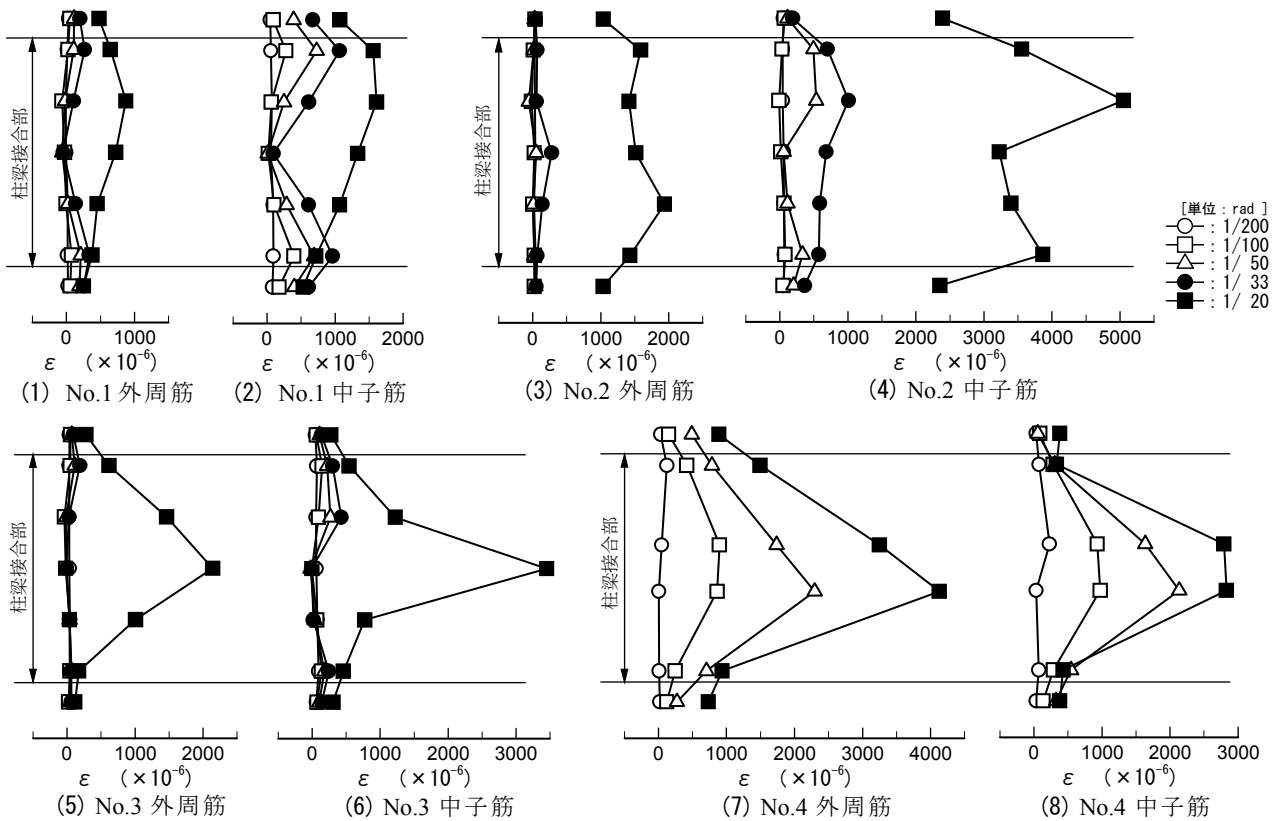 柱梁接合部
0
1000
ε （×10⁻⁶）
(1) No.1 外周筋
0
1000
2000
ε （×10⁻⁶）
(2) No.1 中子筋
柱梁接合部
0
1000
2000
ε （×10⁻⁶）
(3) No.2 外周筋
0
1000
2000
3000
4000
5000
ε （×10⁻⁶）
(4) No.2 中子筋
[単位：rad ]
：1/200
：1/100
：1/ 50
：1/ 33
：1/ 20
柱梁接合部
0
1000
2000
ε （×10⁻⁶）
(5) No.3 外周筋
0
1000
2000
3000
ε （×10⁻⁶）
(6) No.3 中子筋
柱梁接合部
0
1000
2000
3000
4000
ε （×10⁻⁶）
(7) No.4 外周筋
0
1000
2000
3000
ε （×10⁻⁶）
(8) No.4 中子筋